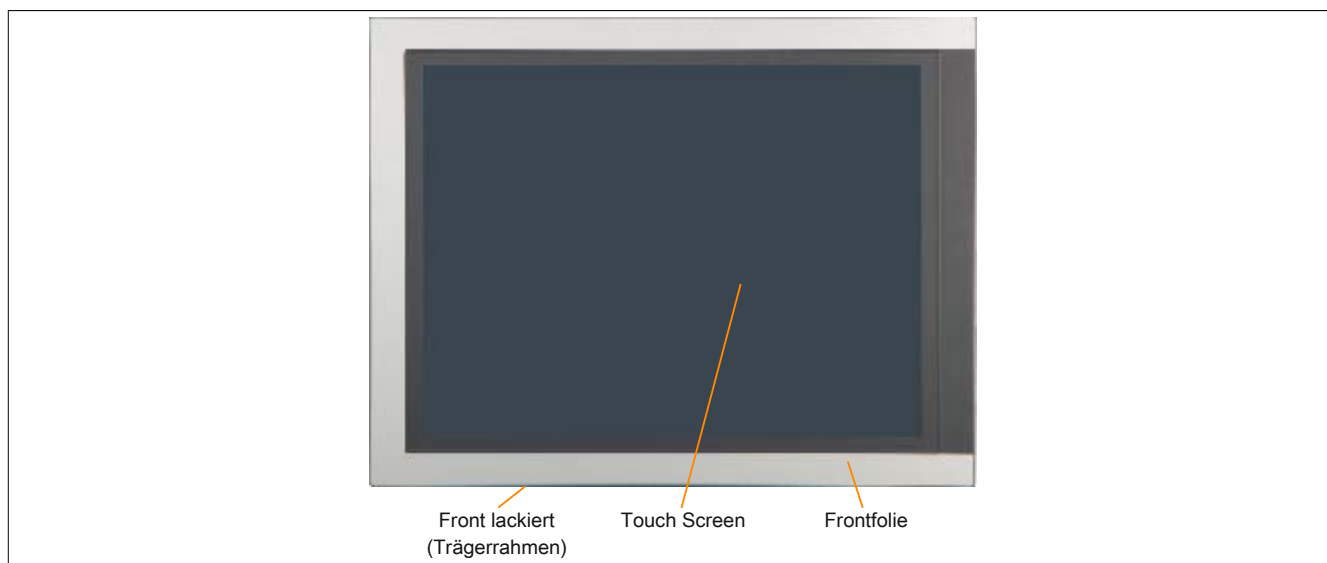 Front lackiert
(Trägerrahmen)
Touch Screen
Frontfolie